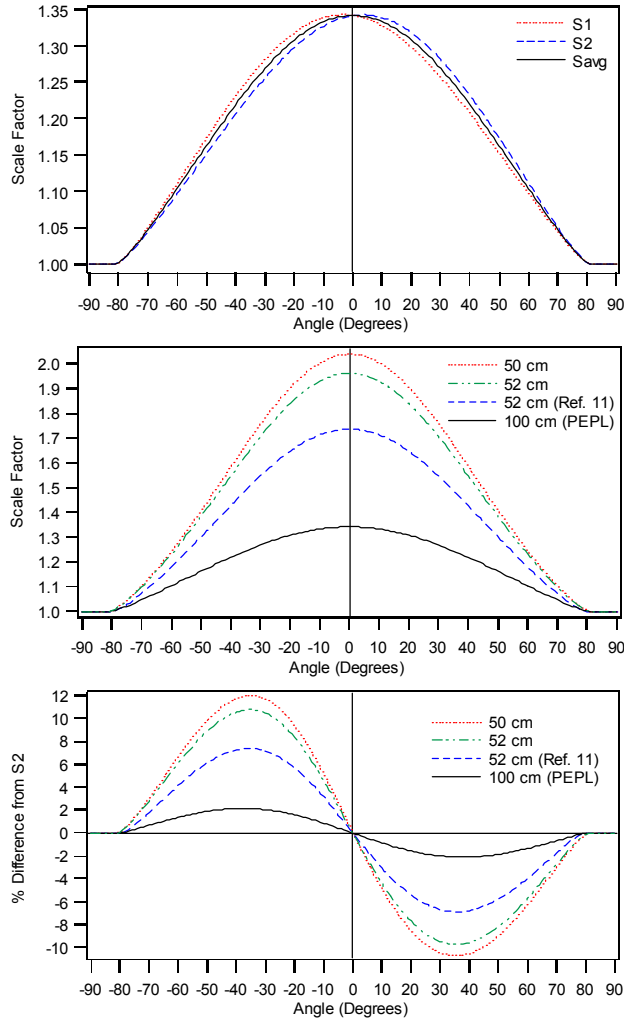 1.35
1.30
1.25
1.20
1.15
1.10
1.05
1.00
Scale Factor
S1
S2
Savg
-90 -80 -70 -60 -50 -40 -30 -20 -10 0 10 20 30 40 50 60 70 80 90
Angle (Degrees)
2.0
1.9
1.8
1.7
1.6
1.5
1.4
1.3
1.2
1.1
1.0
Scale Factor
50 cm
52 cm
52 cm (Ref. 11)
100 cm (PEPL)
-90 -80 -70 -60 -50 -40 -30 -20 -10 0 10 20 30 40 50 60 70 80 90
Angle (Degrees)
12
10
8
6
4
2
0
-2
-4
-6
-8
-10
% Difference from S2
50 cm
52 cm
52 cm (Ref. 11)
100 cm (PEPL)
-90 -80 -70 -60 -50 -40 -30 -20 -10 0 10 20 30 40 50 60 70 80 90
Angle (Degrees)